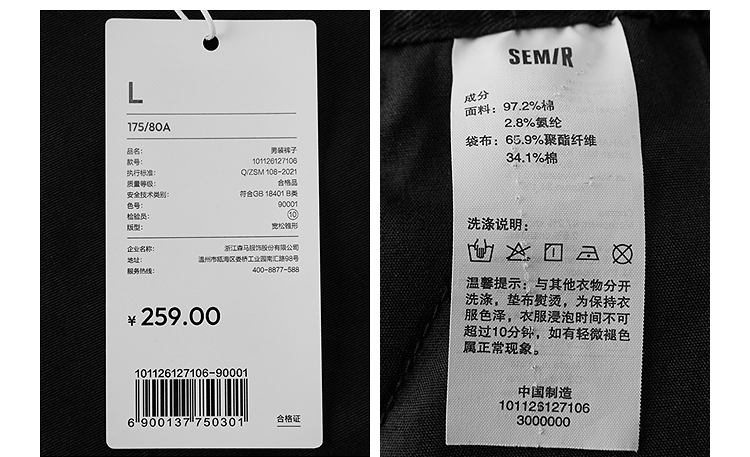 L
175/80A
品名: 男装裤子
款号: 101126127106
执行标准: Q/ZSM 108-2021
质量等级: 合格品
安全技术类别: 符合GB 18401 B类
色号: 90001
检验员: 10
版型: 宽松锥形
企业名称: 浙江森马服饰股份有限公司
地址: 温州市瓯海区娄桥工业园南汇路98号
服务热线: 400-8877-588
¥ 259.00
101126127106-90001
6 900137 750301
合格证
SEMIR
成分
面料: 97.2%棉
2.8%氨纶
袋布: 65.9%聚酯纤维
34.1%棉
洗涤说明:
温馨提示: 与其他衣物分开
洗涤, 垫布熨烫, 为保持衣
服色泽, 衣服浸泡时间不可
超过10分钟, 如有轻微褪色
属正常现象。
中国制造
101126127106
3000000